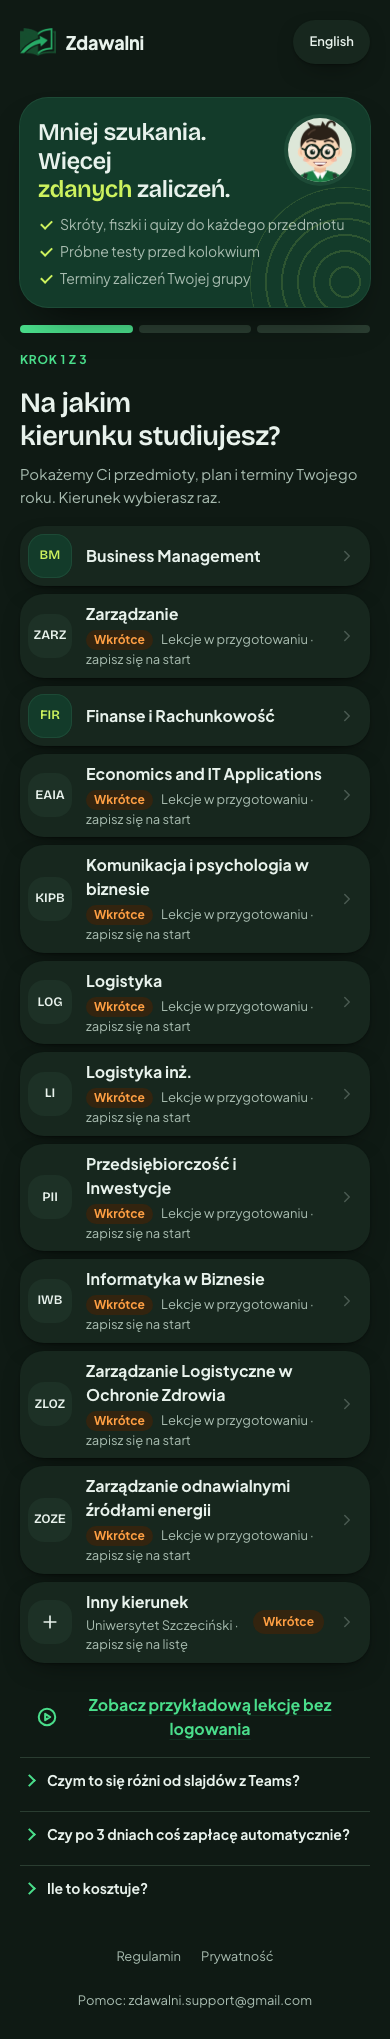 Zdawalni
English
Mniej szukania.
Więcej
zdanych zaliczeń.
Skróty, fiszki i quizy do każdego przedmiotu
Próbne testy przed kolokwium
Terminy zaliczeń Twojej grupy
KROK 1 Z 3
Na jakim
kierunku studiujesz?
Pokażemy Ci przedmioty, plan i terminy Twojego
roku. Kierunek wybierasz raz.
BM
Business Management
ZARZ
Zarządzanie
Wkrótce Lekcje w przygotowaniu ·
zapisz się na start
FIR
Finanse i Rachunkowość
EAIA
Economics and IT Applications
Wkrótce Lekcje w przygotowaniu ·
zapisz się na start
KIPB
Komunikacja i psychologia w
biznesie
Wkrótce Lekcje w przygotowaniu ·
zapisz się na start
LOG
Logistyka
Wkrótce Lekcje w przygotowaniu ·
zapisz się na start
LI
Logistyka inż.
Wkrótce Lekcje w przygotowaniu ·
zapisz się na start
PII
Przedsiębiorczość i
Inwestycje
Wkrótce Lekcje w przygotowaniu ·
zapisz się na start
IWB
Informatyka w Biznesie
Wkrótce Lekcje w przygotowaniu ·
zapisz się na start
ZLOZ
Zarządzanie Logistyczne w
Ochronie Zdrowia
Wkrótce Lekcje w przygotowaniu ·
zapisz się na start
ZOZE
Zarządzanie odnawialnymi
źródłami energii
Wkrótce Lekcje w przygotowaniu ·
zapisz się na start
Inny kierunek
Uniwersytet Szczeciński ·
zapisz się na listę
Wkrótce
Zobacz przykładową lekcję bez
logowania
Czym to się różni od slajdów z Teams?
Czy po 3 dniach coś zapłacę automatycznie?
Ile to kosztuje?
Regulamin Prywatność
Pomoc: zdawalni.support@gmail.com